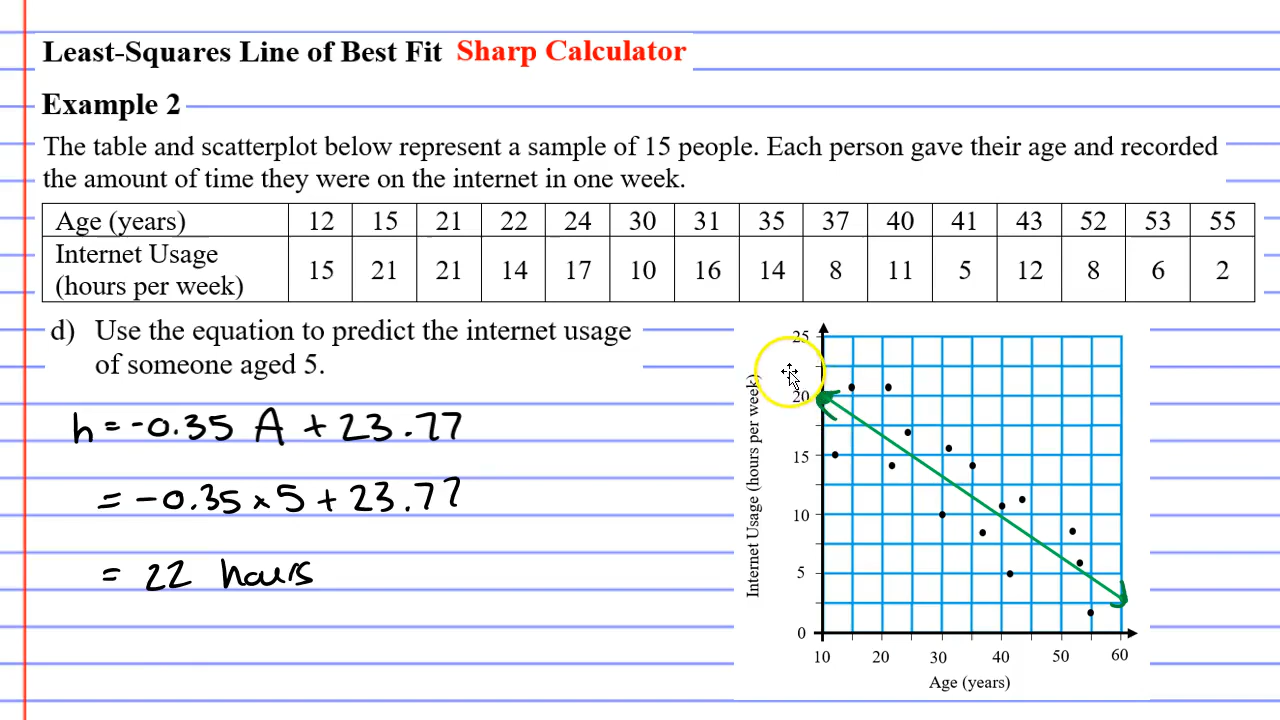 Least-Squares Line of Best Fit Sharp Calculator
Example 2
The table and scatterplot below represent a sample of 15 people. Each person gave their age and recorded
the amount of time they were on the internet in one week.
Age (years) 12 15 21 22 24 30 31 35 37 40 41 43 52 53 55
Internet Usage
(hours per week) 15 21 21 14 17 10 16 14 8 11 5 12 8 6 2
d) Use the equation to predict the internet usage
of someone aged 5.
h = -0.35 A + 23.77
= -0.35 × 5 + 23.77
= 22 hours
Internet Usage (hours per week)
25
20
15
10
5
0
10 20 30 40 50 60
Age (years)